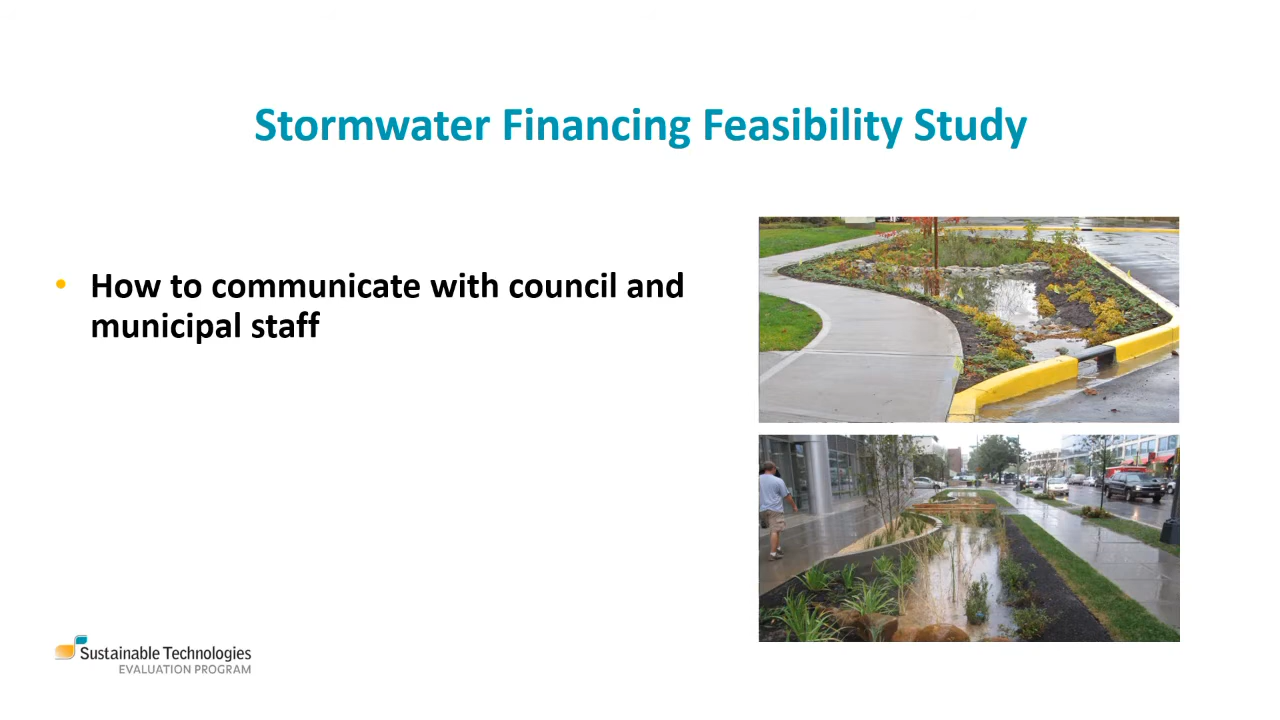 Stormwater Financing Feasibility Study
• How to communicate with council and
municipal staff
Sustainable Technologies
EVALUATION PROGRAM